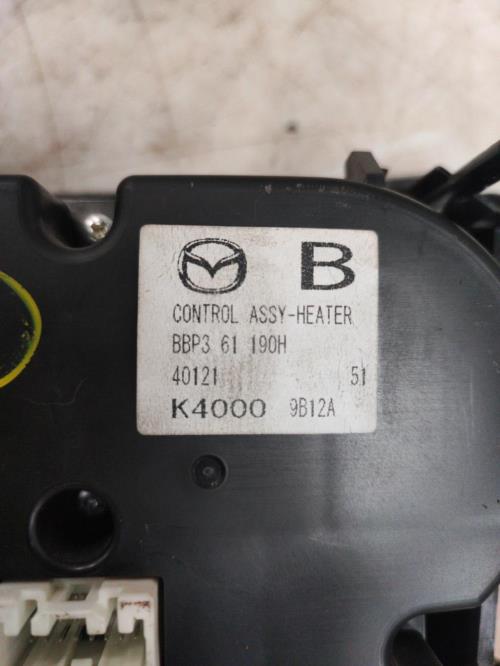 B
CONTROL ASSY-HEATER
BBP3 61 190H
40121 51
K4000 9B12A